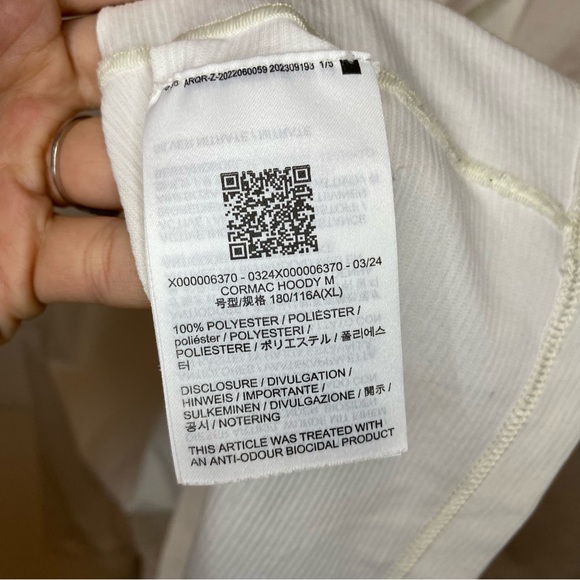 ARQR-Z-2022060059 202309193 1/5
X000006370 - 0324X000006370 - 03/24
CORMAC HOODY M
号型/规格 180/116A(XL)
100% POLYESTER / POLIÉSTER /
poliéster / POLYESTERI /
POLIESTERE / ポリエステル / 폴리에스
터
DISCLOSURE / DIVULGATION /
HINWEIS / IMPORTANTE /
SULKEMINEN / DIVULGAZIONE / 開示 /
공시 / NOTERING
THIS ARTICLE WAS TREATED WITH
AN ANTI-ODOUR BIOCIDAL PRODUCT